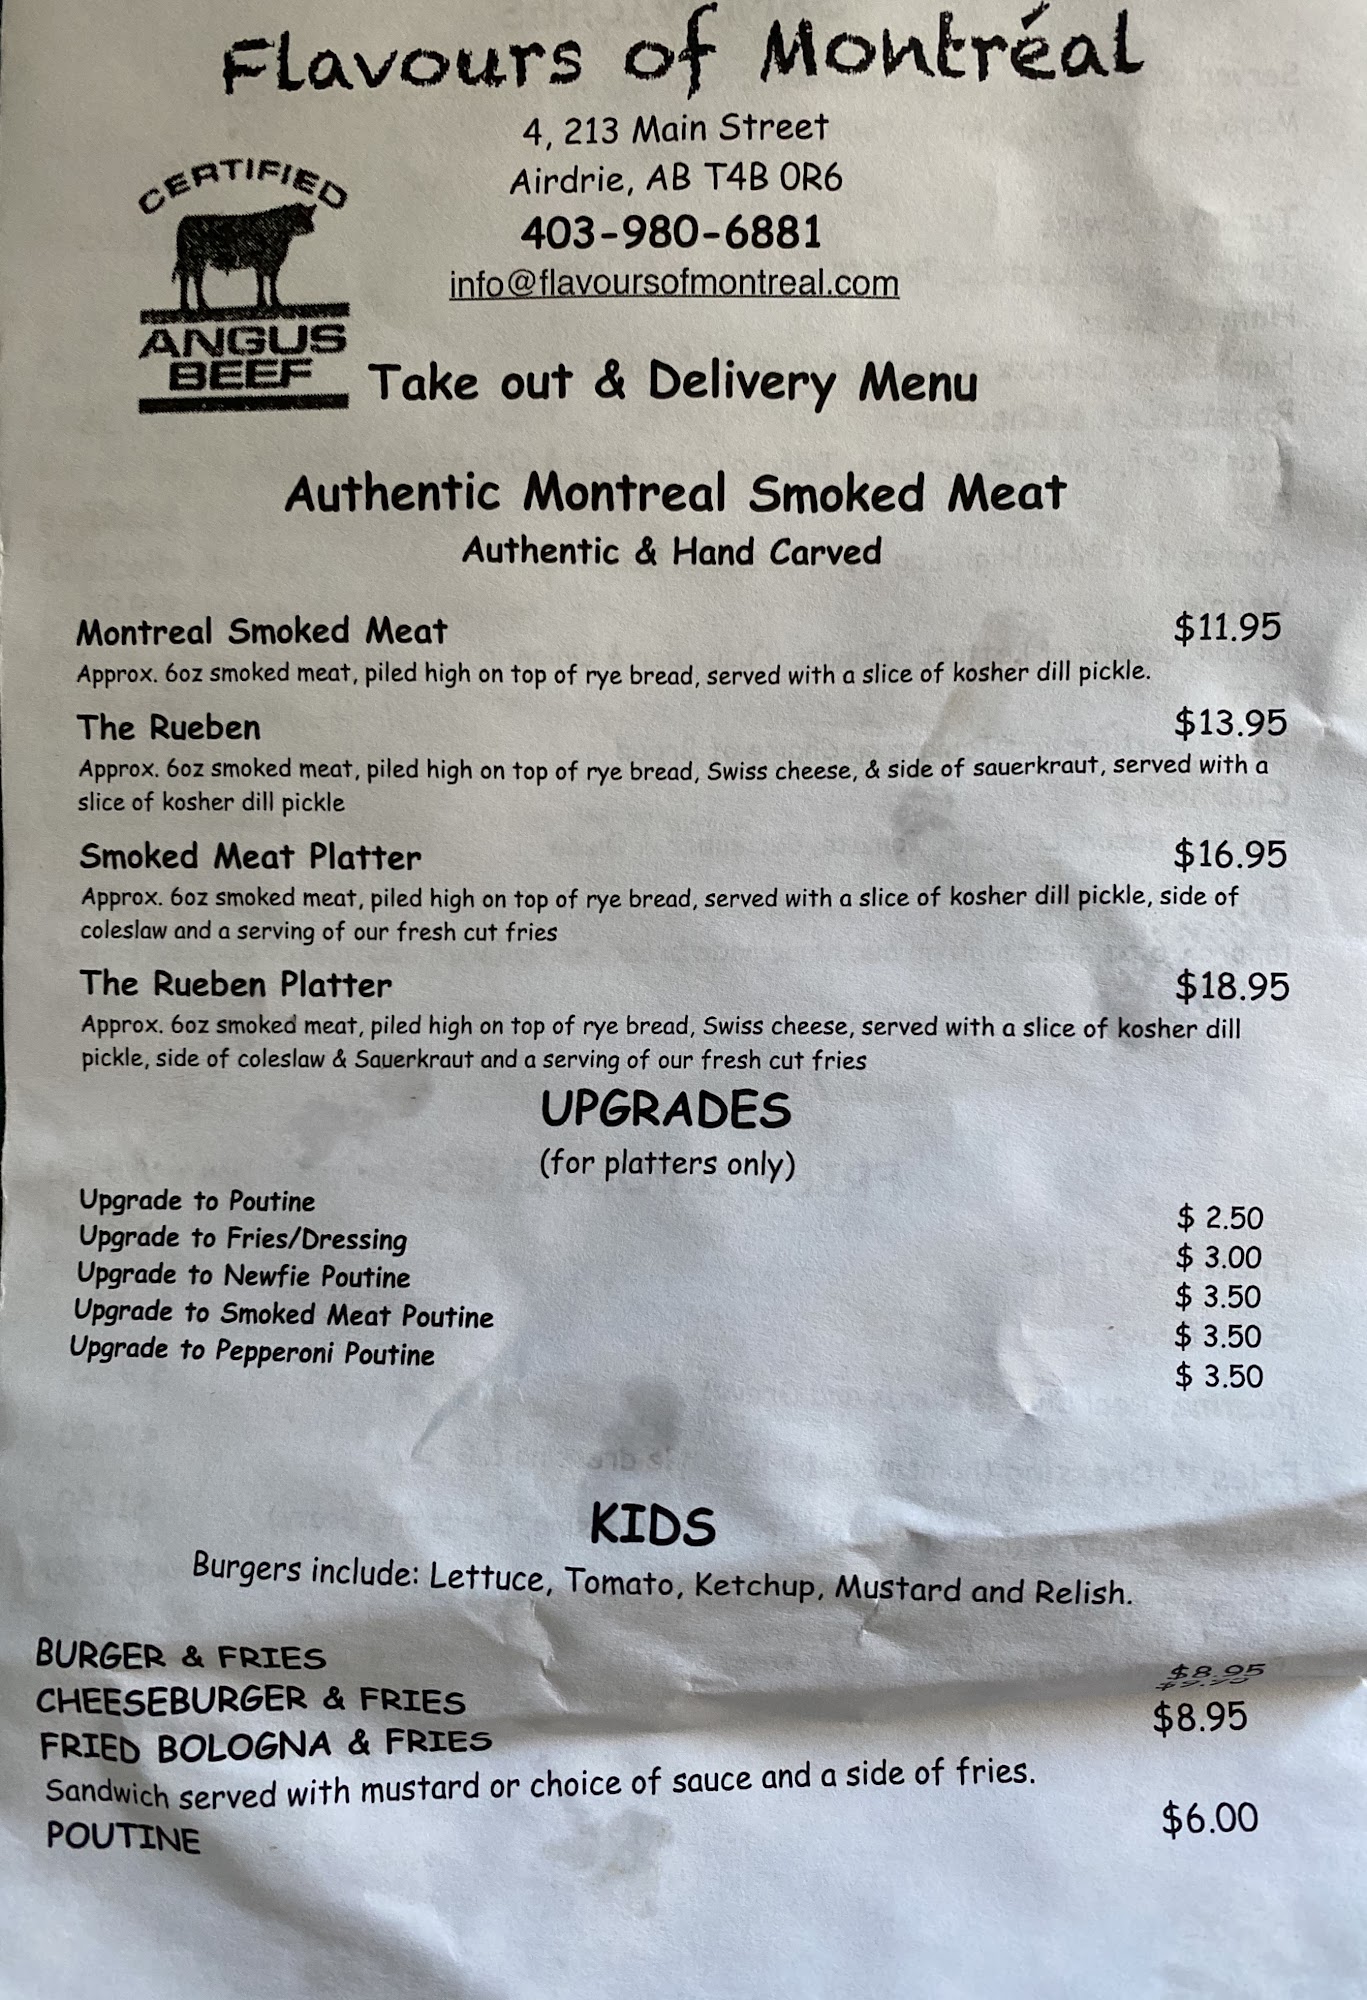 Flavours of Montréal
4, 213 Main Street
Airdrie, AB T4B 0R6
403-980-6881
info@flavoursofmontreal.com
CERTIFIED
ANGUS
BEEF
Take out & Delivery Menu
Authentic Montreal Smoked Meat
Authentic & Hand Carved
Montreal Smoked Meat $11.95
Approx. 6oz smoked meat, piled high on top of rye bread, served with a slice of kosher dill pickle.
The Rueben $13.95
Approx. 6oz smoked meat, piled high on top of rye bread, Swiss cheese, & side of sauerkraut, served with a
slice of kosher dill pickle
Smoked Meat Platter $16.95
Approx. 6oz smoked meat, piled high on top of rye bread, served with a slice of kosher dill pickle, side of
coleslaw and a serving of our fresh cut fries
The Rueben Platter $18.95
Approx. 6oz smoked meat, piled high on top of rye bread, Swiss cheese, served with a slice of kosher dill
pickle, side of coleslaw & Sauerkraut and a serving of our fresh cut fries
UPGRADES
(for platters only)
Upgrade to Poutine $ 2.50
Upgrade to Fries/Dressing $ 3.00
Upgrade to Newfie Poutine $ 3.50
Upgrade to Smoked Meat Poutine $ 3.50
Upgrade to Pepperoni Poutine $ 3.50
KIDS
Burgers include: Lettuce, Tomato, Ketchup, Mustard and Relish.
BURGER & FRIES $8.95
CHEESEBURGER & FRIES
FRIED BOLOGNA & FRIES $8.95
Sandwich served with mustard or choice of sauce and a side of fries.
POUTINE $6.00